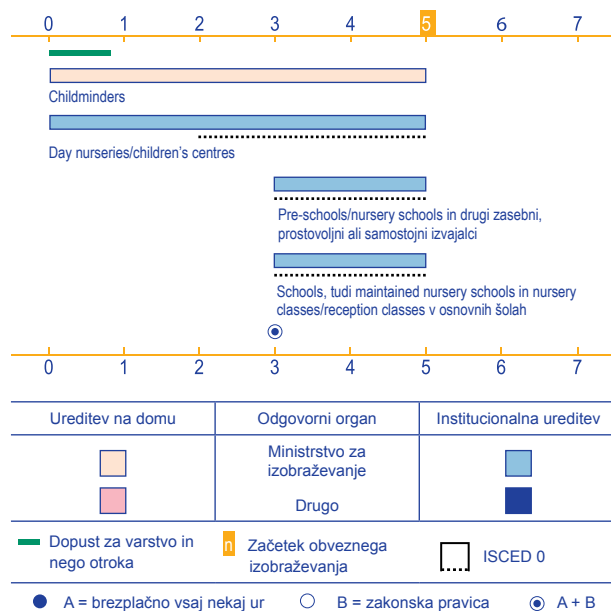 0 1 2 3 4 5 6 7
Childminders
Day nurseries/children's centres
Pre-schools/nursery schools in drugi zasebni,
prostovoljni ali samostojni izvajalci
Schools, tudi maintained nursery schools in nursery
classes/reception classes v osnovnih šolah
0 1 2 3 4 5 6 7
Ureditev na domu Odgovorni organ Institucionalna ureditev
Ministrstvo za
izobraževanje
Drugo
Dopust za varstvo in
nego otroka
n Začetek obveznega
izobraževanja
ISCED 0
A = brezplačno vsaj nekaj ur B = zakonska pravica A + B